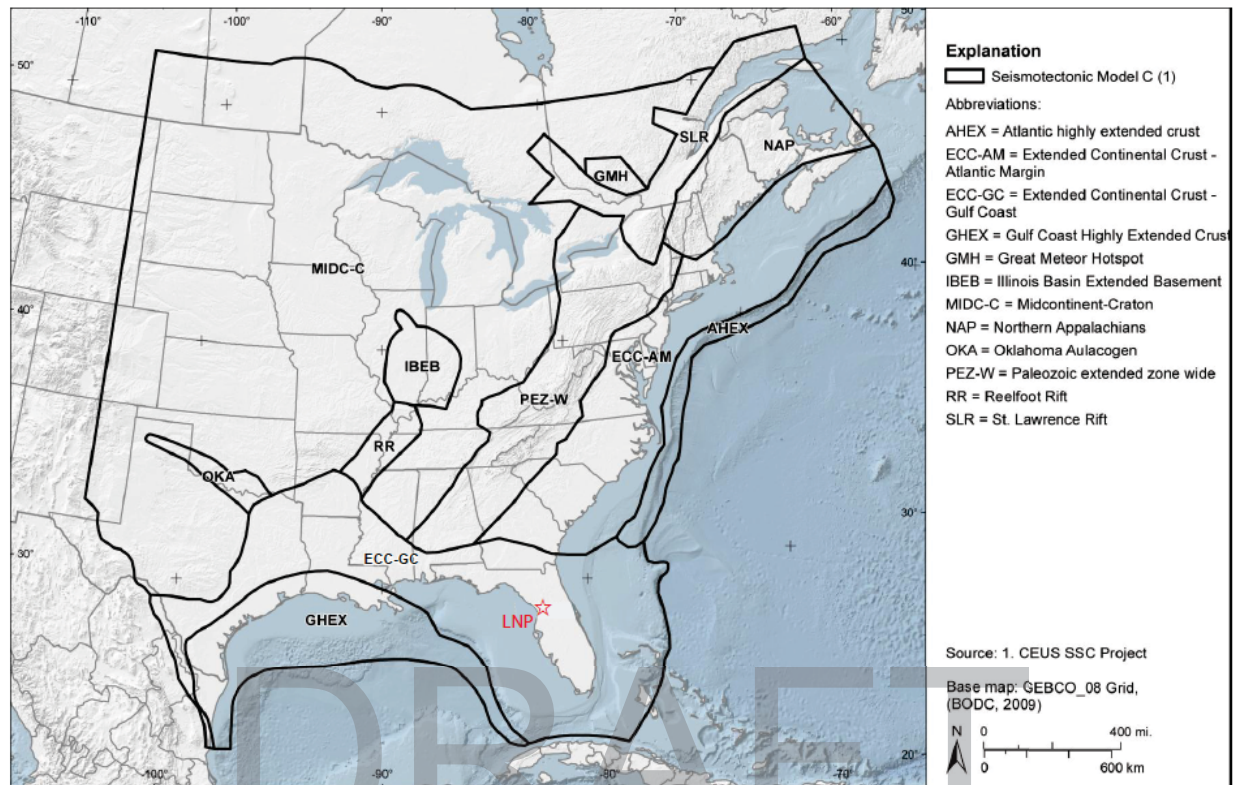 -110°
-100°
-90°
-80°
-70°
-60°
50°
50°
40°
40°
30°
30°
20°
-100°
-90°
-80°
-70°
SLR
NAP
GMH
MIDC-C
AHEX
ECC-AM
IBEB
PEZ-W
RR
OKA
ECC-GC
LNP
GHEX
DRAFT
Explanation
Seismotectonic Model C (1)
Abbreviations:
AHEX = Atlantic highly extended crust
ECC-AM = Extended Continental Crust -
Atlantic Margin
ECC-GC = Extended Continental Crust -
Gulf Coast
GHEX = Gulf Coast Highly Extended Crust
GMH = Great Meteor Hotspot
IBEB = Illinois Basin Extended Basement
MIDC-C = Midcontinent-Craton
NAP = Northern Appalachians
OKA = Oklahoma Aulacogen
PEZ-W = Paleozoic extended zone wide
RR = Reelfoot Rift
SLR = St. Lawrence Rift
Source: 1. CEUS SSC Project
Base map: GEBCO_08 Grid,
(BODC, 2009)
N
0 400 mi.
0 600 km